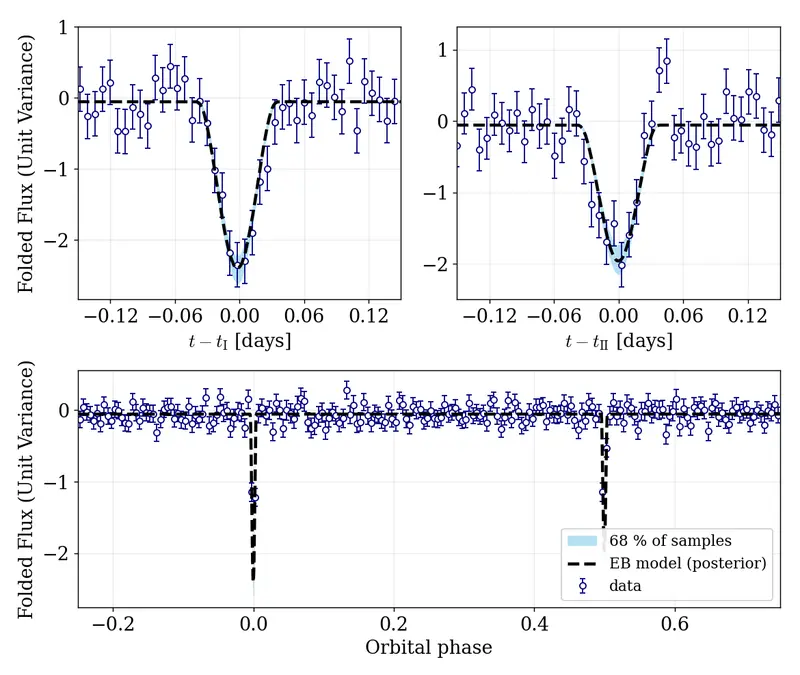 Folded Flux (Unit Variance)
1
0
−1
−2
−0.12 −0.06 0.00 0.06 0.12
t − tI [days]
1
0
−1
−2
−0.12 −0.06 0.00 0.06 0.12
t − tII [days]
Folded Flux (Unit Variance)
0
−1
−2
−0.2 0.0 0.2 0.4 0.6
Orbital phase
68 % of samples
EB model (posterior)
data